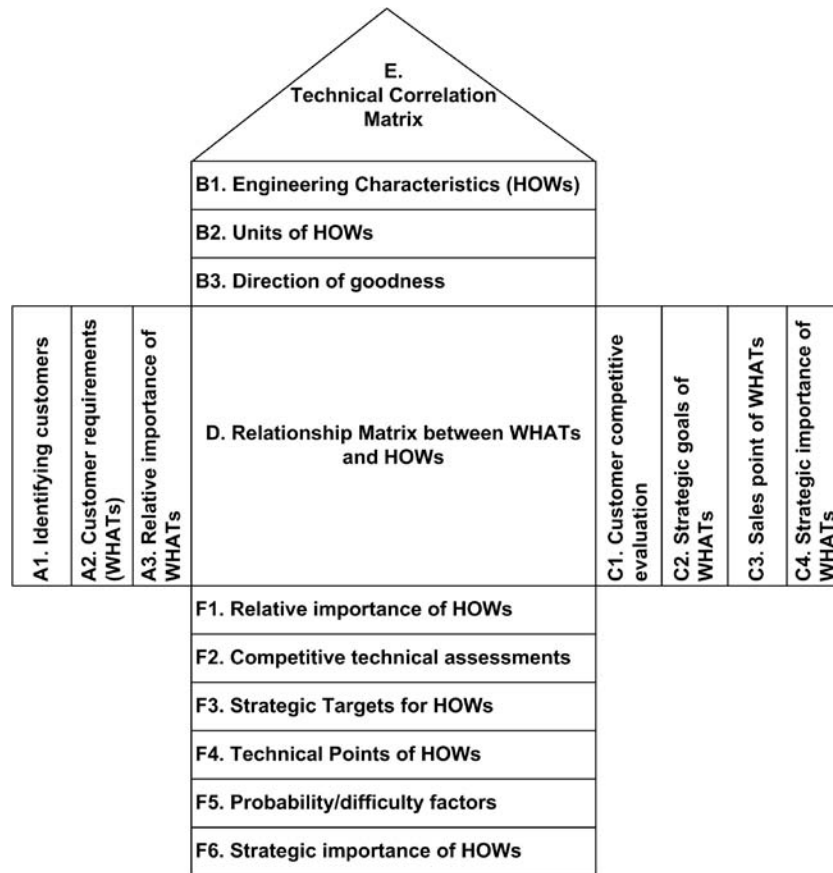 E.
Technical Correlation
Matrix
B1. Engineering Characteristics (HOWs)
B2. Units of HOWs
B3. Direction of goodness
A1. Identifying customers
A2. Customer requirements
(WHATs)
A3. Relative importance of
WHATs
D. Relationship Matrix between WHATs
and HOWs
C1. Customer competitive
evaluation
C2. Strategic goals of
WHATs
C3. Sales point of WHATs
C4. Strategic importance of
WHATs
F1. Relative importance of HOWs
F2. Competitive technical assessments
F3. Strategic Targets for HOWs
F4. Technical Points of HOWs
F5. Probability/difficulty factors
F6. Strategic importance of HOWs